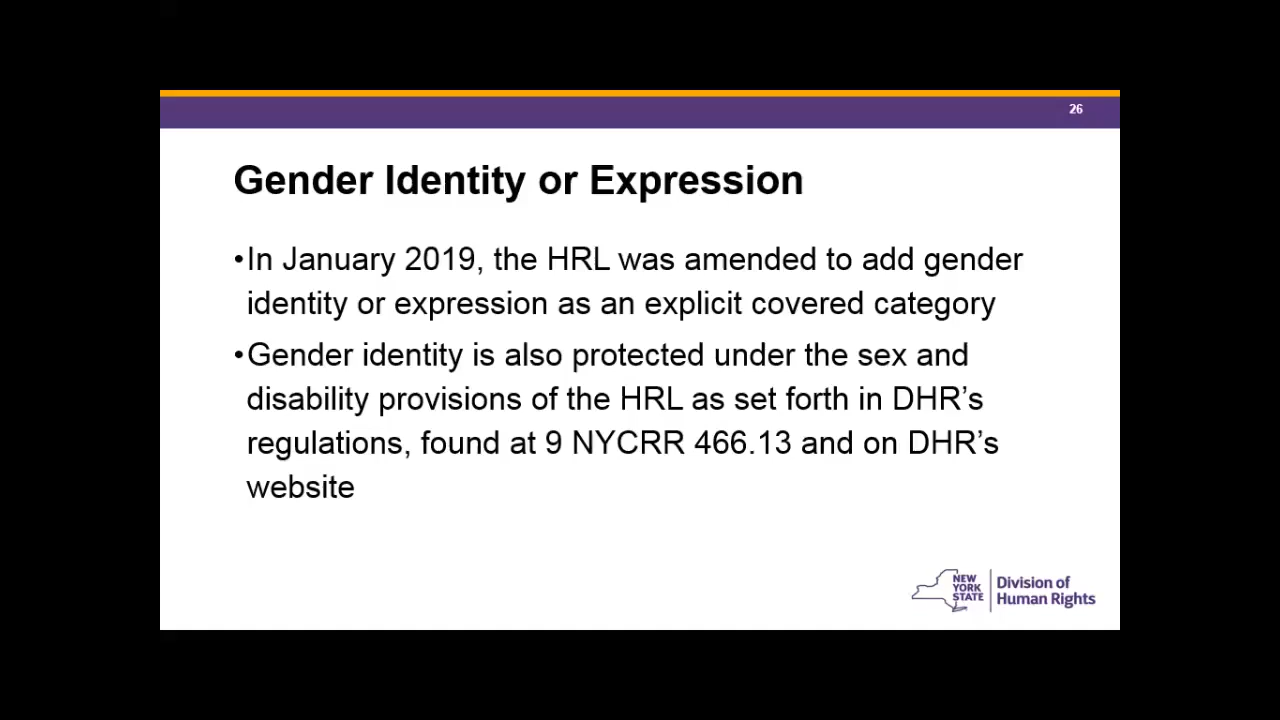 26
Gender Identity or Expression
•In January 2019, the HRL was amended to add gender
identity or expression as an explicit covered category
•Gender identity is also protected under the sex and
disability provisions of the HRL as set forth in DHR’s
regulations, found at 9 NYCRR 466.13 and on DHR’s
website
NEW
YORK
STATE
Division of
Human Rights